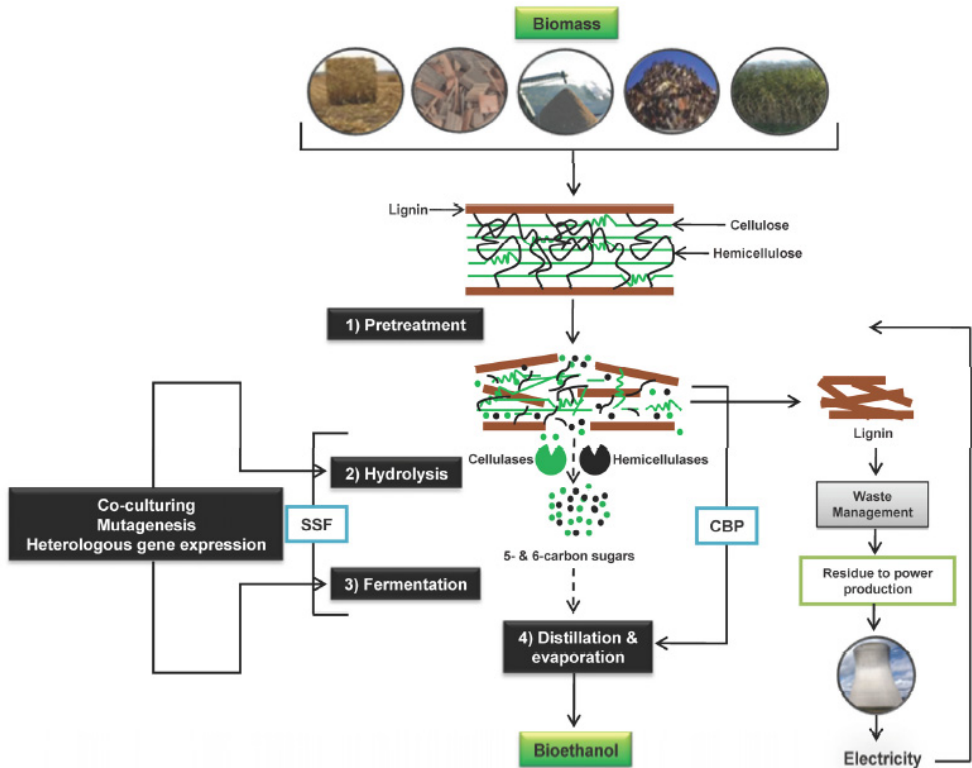 Biomass
Lignin
Cellulose
Hemicellulose
1) Pretreatment
Cellulases
Hemicellulases
Lignin
2) Hydrolysis
Co-culturing
Mutagenesis
Heterologous gene expression
SSF
CBP
Waste
Management
5- & 6-carbon sugars
3) Fermentation
Residue to power
production
4) Distillation &
evaporation
Bioethanol
Electricity